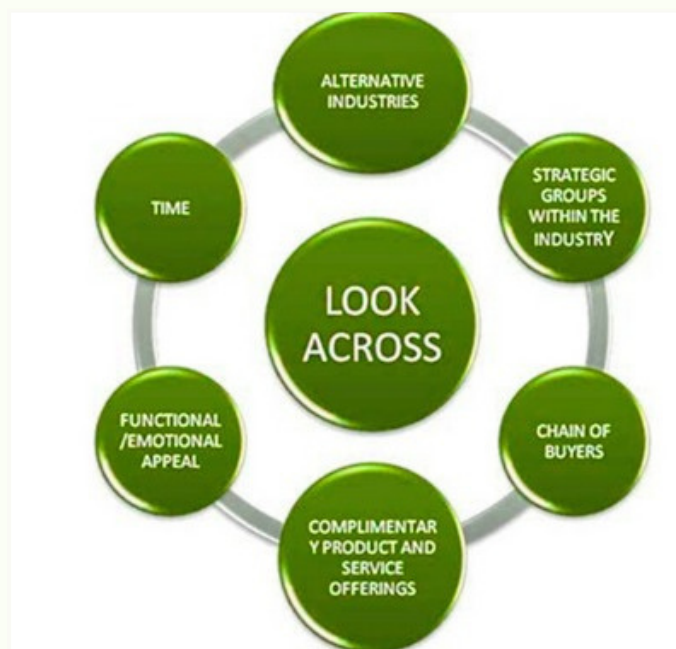 ALTERNATIVE
INDUSTRIES
STRATEGIC
GROUPS
WITHIN THE
INDUSTRY
CHAIN OF
BUYERS
COMPLIMENTAR
Y PRODUCT AND
SERVICE
OFFERINGS
FUNCTIONAL
/EMOTIONAL
APPEAL
TIME
LOOK
ACROSS